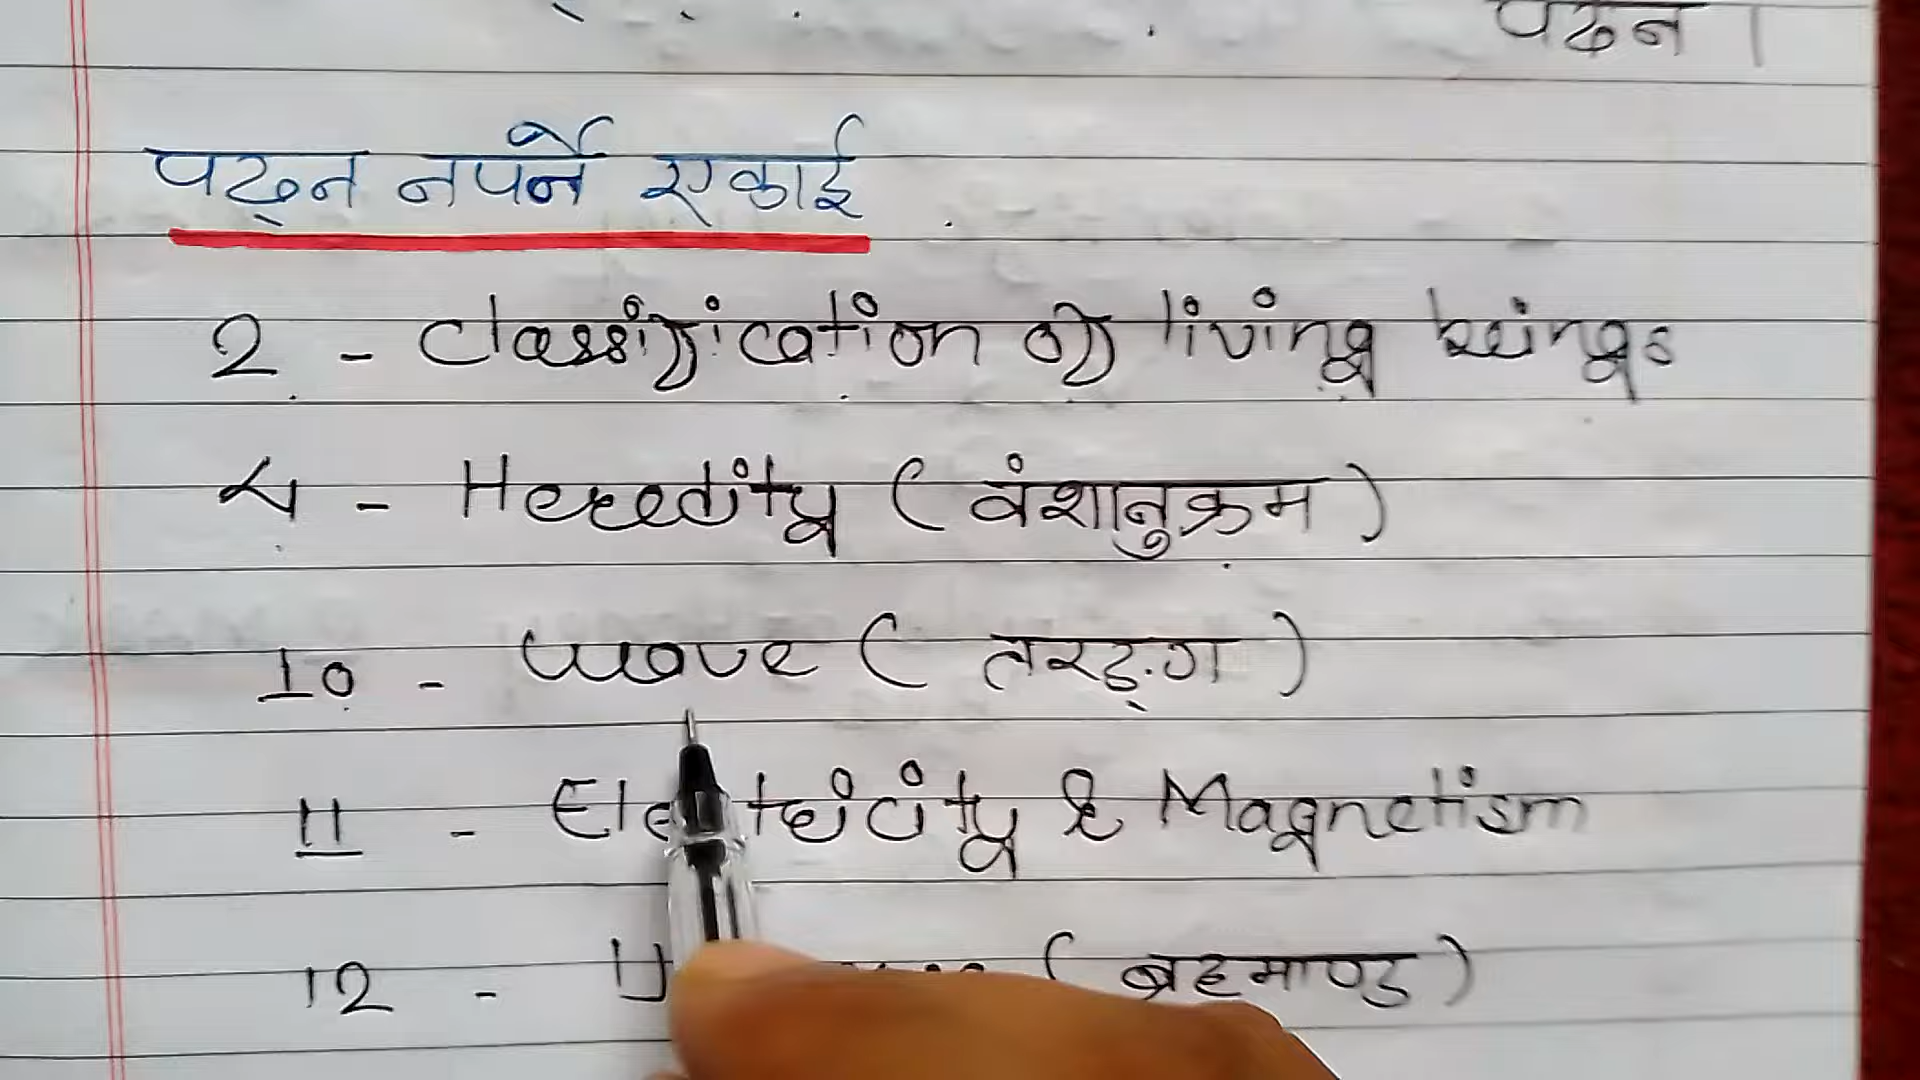 पढ्न ।
पढ्न नपर्ने एकाई
2 - Classification of living beings
4 - Heredity ( वंशानुक्रम )
10 - wave ( तरङ्ग )
11 - Electricity & Magnetism
12 - ( ब्रह्माण्ड )